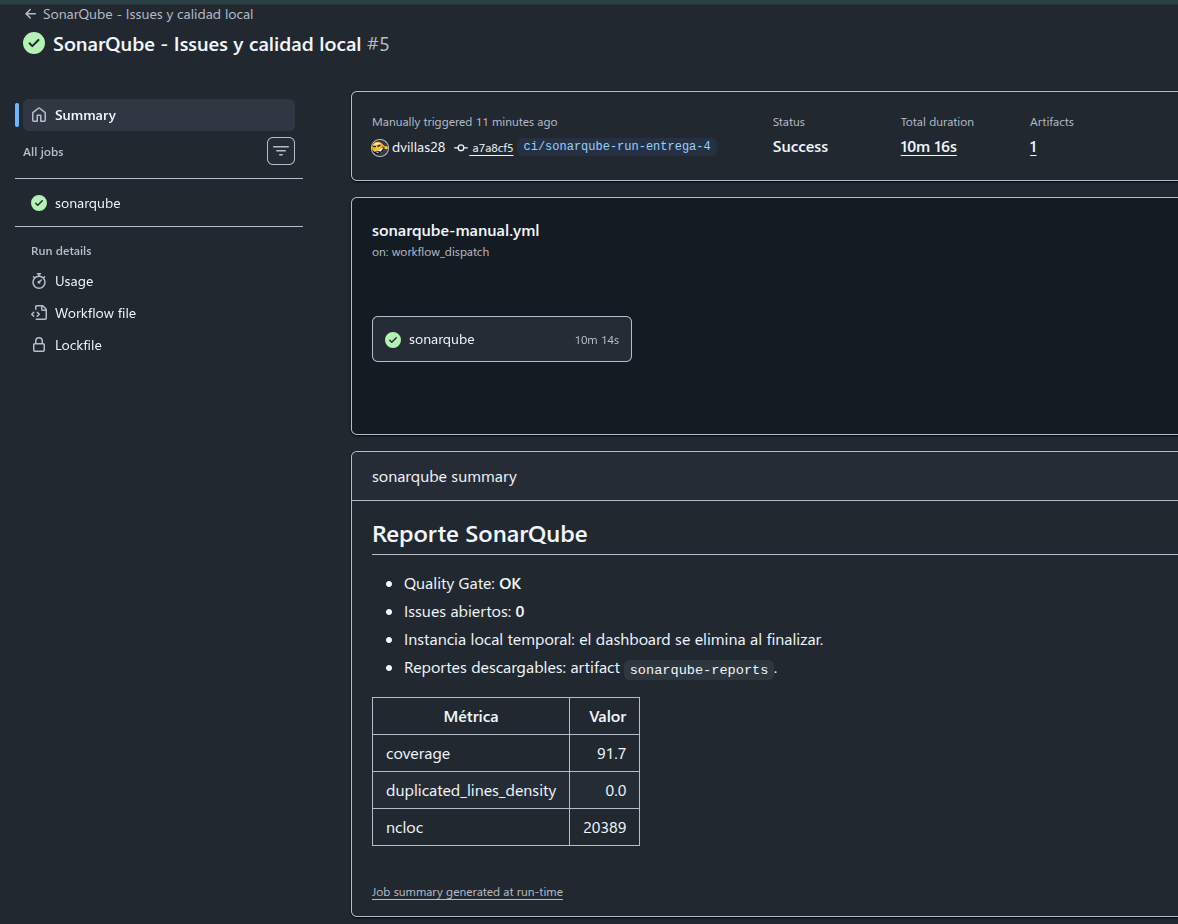 SonarQube - Issues y calidad local
SonarQube - Issues y calidad local #5
Summary
All jobs
sonarqube
Run details
Usage
Workflow file
Lockfile
Manually triggered 11 minutes ago
dvillas28 a7a8cf5 ci/sonarqube-run-entrega-4
Status
Success
Total duration
10m 16s
Artifacts
1
sonarqube-manual.yml
on: workflow_dispatch
sonarqube 10m 14s
sonarqube summary
Reporte SonarQube
Quality Gate: OK
Issues abiertos: 0
Instancia local temporal: el dashboard se elimina al finalizar.
Reportes descargables: artifact sonarqube-reports.
Métrica Valor
coverage 91.7
duplicated_lines_density 0.0
ncloc 20389
Job summary generated at run-time